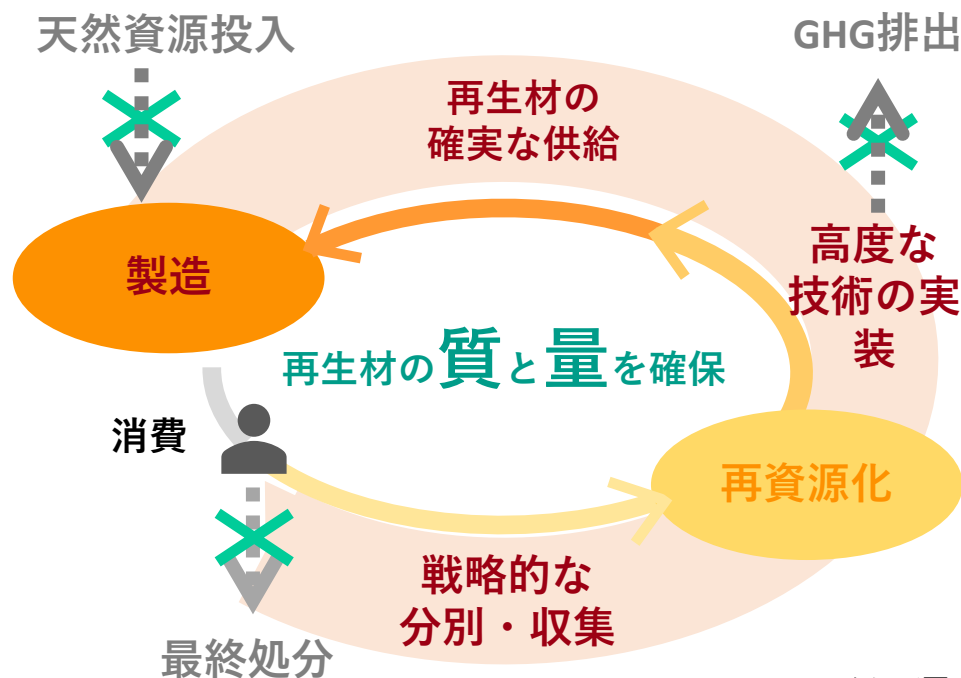 天然資源投入
GHG排出
再生材の
確実な供給
製造
高度な
技術の実
装
再生材の質と量を確保
消費
再資源化
戦略的な
分別・収集
最終処分